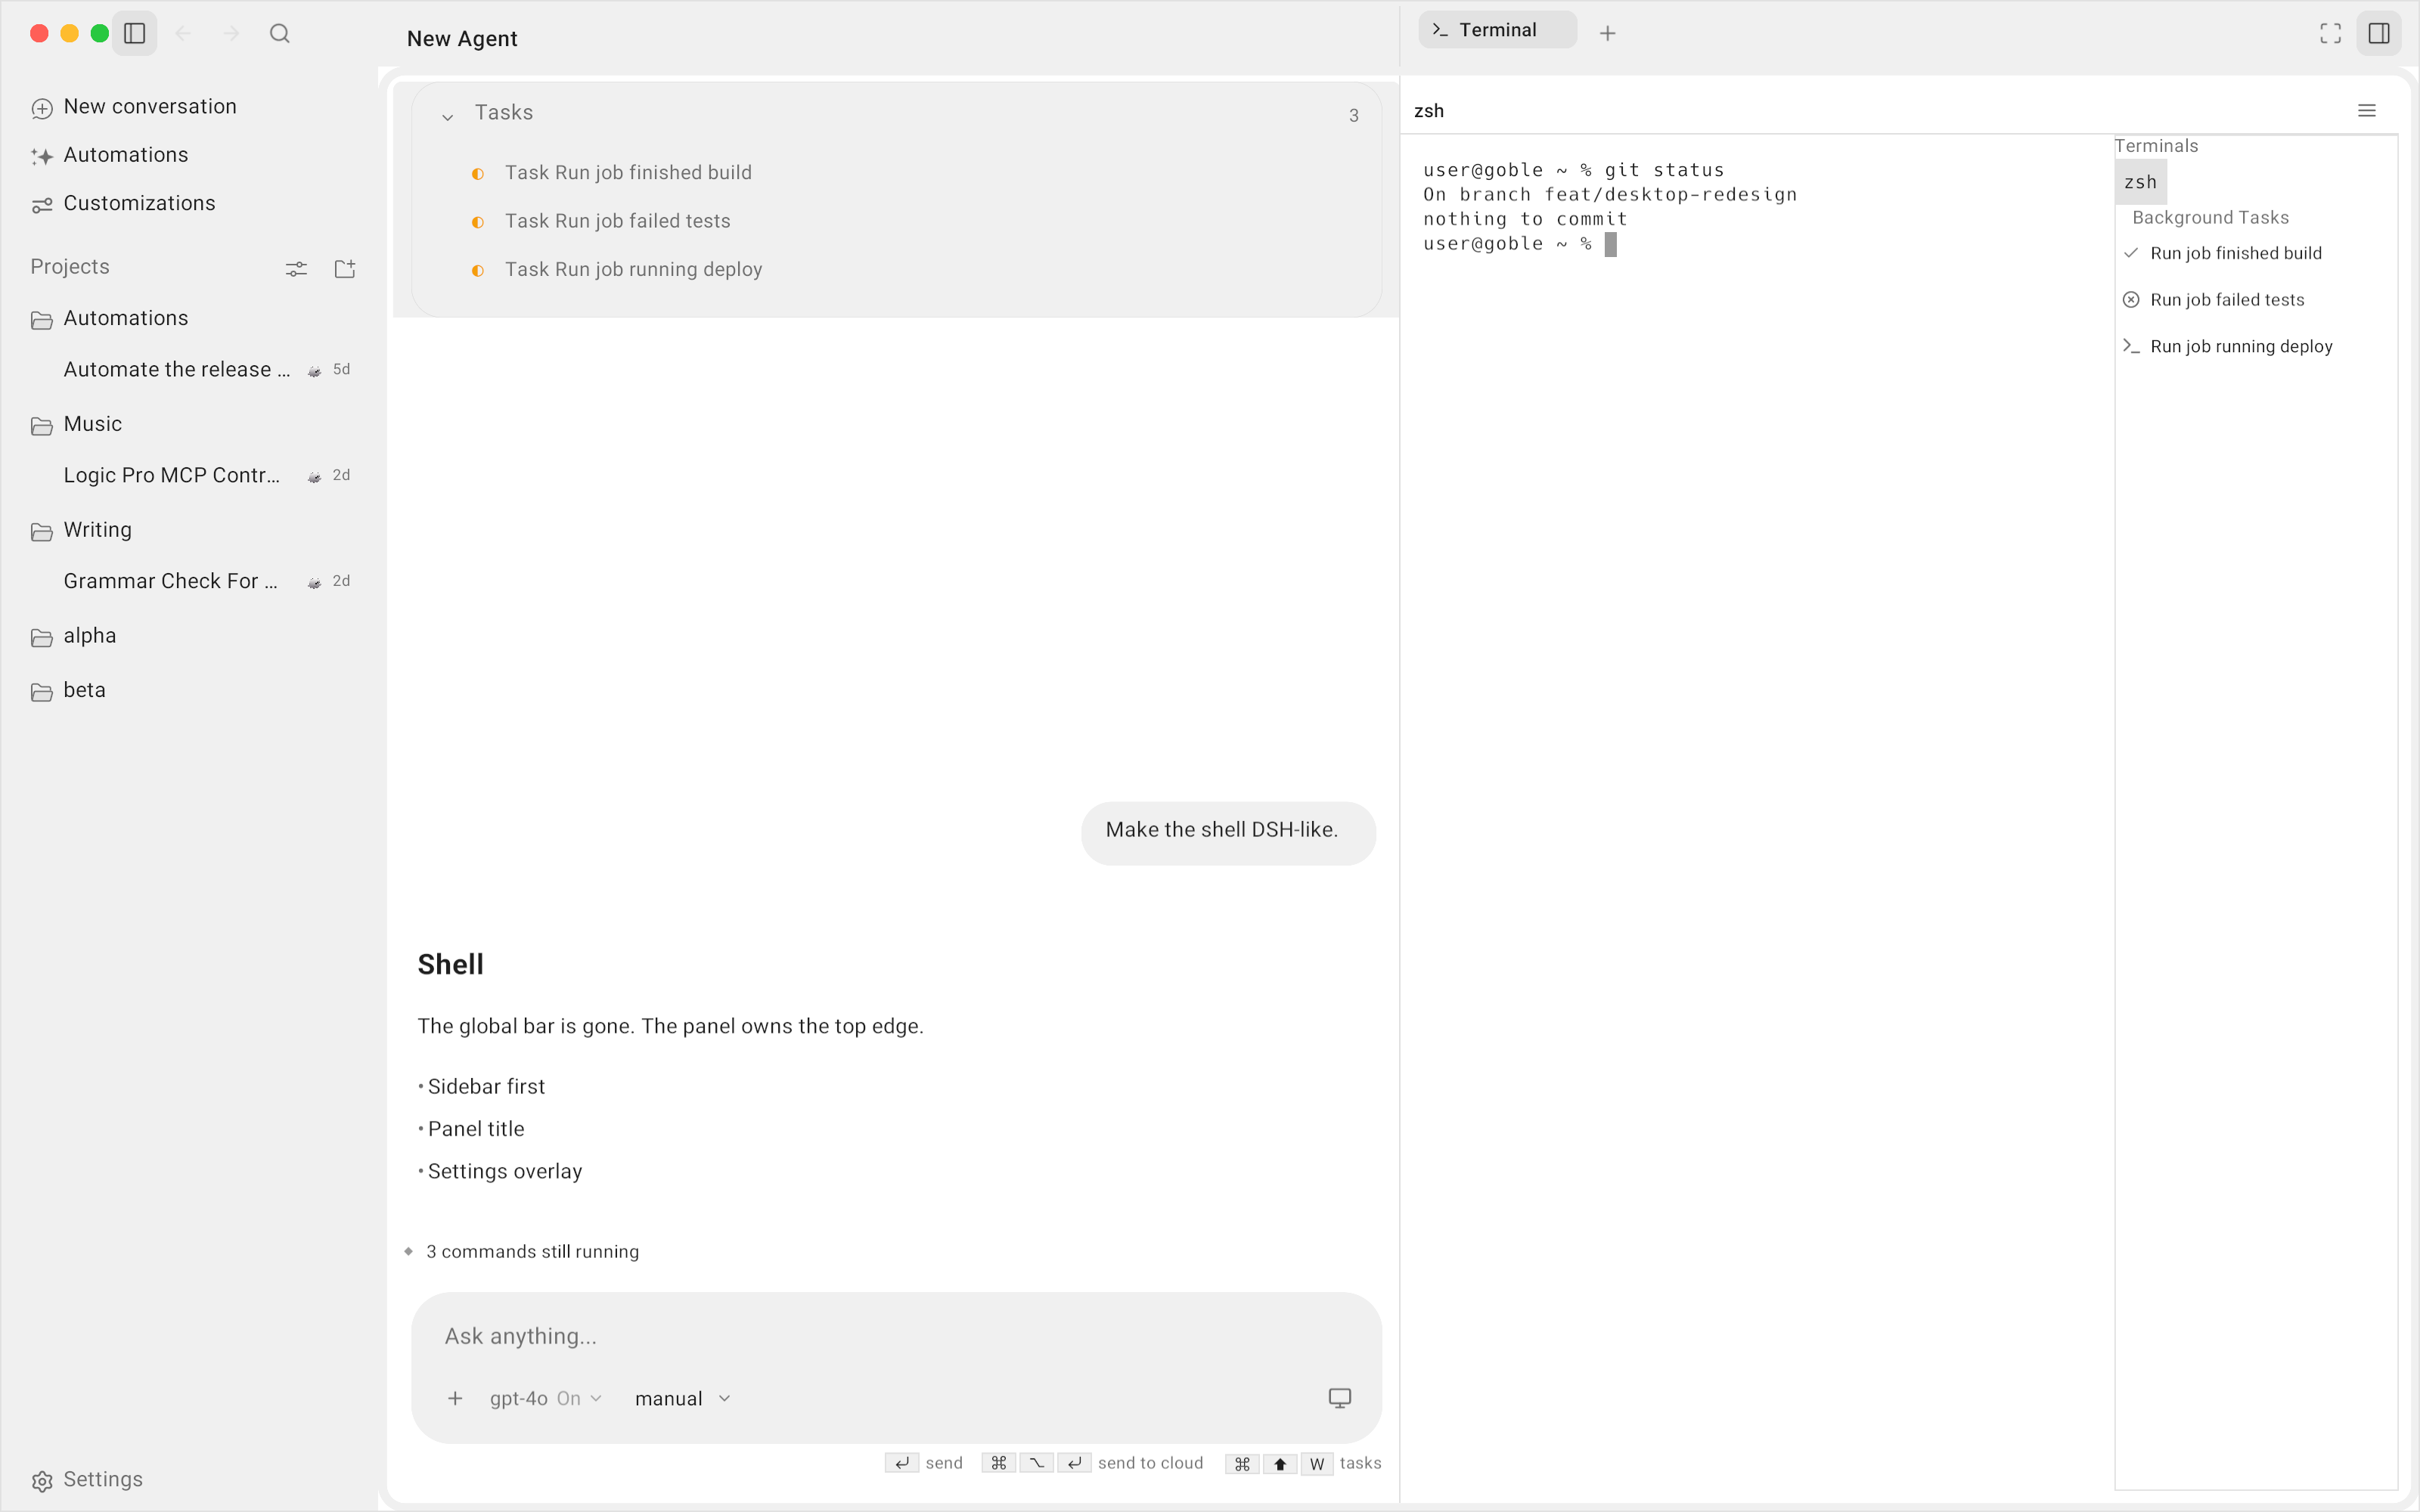 New Agent
Terminal
New conversation
Automations
Customizations
Projects
Automations
Automate the release ... 5d
Music
Logic Pro MCP Contr... 2d
Writing
Grammar Check For ... 2d
alpha
beta
Settings
Tasks 3
Task Run job finished build
Task Run job failed tests
Task Run job running deploy
Make the shell DSH-like.
Shell
The global bar is gone. The panel owns the top edge.
• Sidebar first
• Panel title
• Settings overlay
3 commands still running
Ask anything...
gpt-4o On manual
send ⌘ ⌥ send to cloud ⌘ W tasks
zsh
user@goble ~ % git status
On branch feat/desktop-redesign
nothing to commit
user@goble ~ %
Terminals
zsh
Background Tasks
Run job finished build
Run job failed tests
Run job running deploy